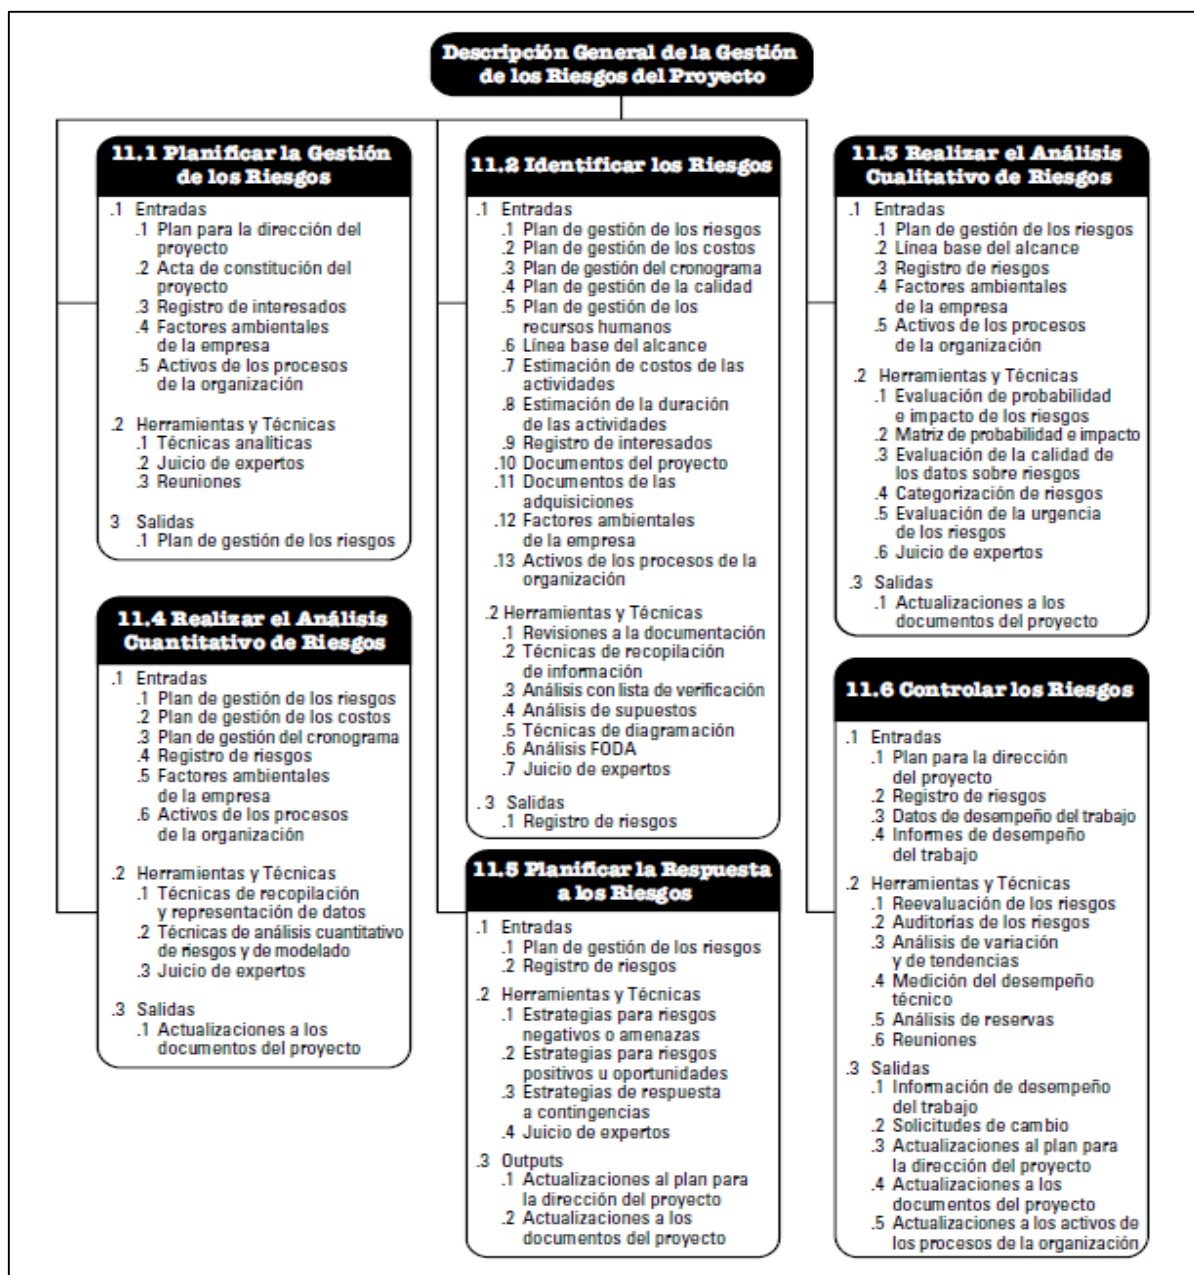 Descripción General de la Gestión
de los Riesgos del Proyecto
11.1 Planificar la Gestión
de los Riesgos
.1 Entradas
.1 Plan para la dirección del
proyecto
.2 Acta de constitución del
proyecto
.3 Registro de interesados
.4 Factores ambientales
de la empresa
.5 Activos de los procesos
de la organización
.2 Herramientas y Técnicas
.1 Técnicas analíticas
.2 Juicio de expertos
.3 Reuniones
3 Salidas
.1 Plan de gestión de los riesgos
11.2 Identificar los Riesgos
.1 Entradas
.1 Plan de gestión de los riesgos
.2 Plan de gestión de los costos
.3 Plan de gestión del cronograma
.4 Plan de gestión de la calidad
.5 Plan de gestión de los
recursos humanos
.6 Línea base del alcance
.7 Estimación de costos de las
actividades
.8 Estimación de la duración
de las actividades
.9 Registro de interesados
.10 Documentos del proyecto
.11 Documentos de las
adquisiciones
.12 Factores ambientales
de la empresa
.13 Activos de los procesos de la
organización
.2 Herramientas y Técnicas
.1 Revisiones a la documentación
.2 Técnicas de recopilación
de información
.3 Análisis con lista de verificación
.4 Análisis de supuestos
.5 Técnicas de diagramación
.6 Análisis FODA
.7 Juicio de expertos
. 3 Salidas
.1 Registro de riesgos
11.3 Realizar el Análisis
Cualitativo de Riesgos
.1 Entradas
.1 Plan de gestión de los riesgos
.2 Línea base del alcance
.3 Registro de riesgos
.4 Factores ambientales
de la empresa
.5 Activos de los procesos
de la organización
.2 Herramientas y Técnicas
.1 Evaluación de probabilidad
e impacto de los riesgos
.2 Matriz de probabilidad e impacto
.3 Evaluación de la calidad de
los datos sobre riesgos
.4 Categorización de riesgos
.5 Evaluación de la urgencia
de los riesgos
.6 Juicio de expertos
.3 Salidas
.1 Actualizaciones a los
documentos del proyecto
11.4 Realizar el Análisis
Cuantitativo de Riesgos
.1 Entradas
.1 Plan de gestión de los riesgos
.2 Plan de gestión de los costos
.3 Plan de gestión del cronograma
.4 Registro de riesgos
.5 Factores ambientales
de la empresa
.6 Activos de los procesos
de la organización
.2 Herramientas y Técnicas
.1 Técnicas de recopilación
y representación de datos
.2 Técnicas de análisis cuantitativo
de riesgos y de modelado
.3 Juicio de expertos
.3 Salidas
.1 Actualizaciones a los
documentos del proyecto
11.5 Planificar la Respuesta
a los Riesgos
.1 Entradas
.1 Plan de gestión de los riesgos
.2 Registro de riesgos
.2 Herramientas y Técnicas
.1 Estrategias para riesgos
negativos o amenazas
.2 Estrategias para riesgos
positivos u oportunidades
.3 Estrategias de respuesta
a contingencias
.4 Juicio de expertos
.3 Outputs
.1 Actualizaciones al plan para
la dirección del proyecto
.2 Actualizaciones a los
documentos del proyecto
11.6 Controlar los Riesgos
.1 Entradas
.1 Plan para la dirección
del proyecto
.2 Registro de riesgos
.3 Datos de desempeño del trabajo
.4 Informes de desempeño
del trabajo
.2 Herramientas y Técnicas
.1 Reevaluación de los riesgos
.2 Auditorías de los riesgos
.3 Análisis de variación
y de tendencias
.4 Medición del desempeño
técnico
.5 Análisis de reservas
.6 Reuniones
.3 Salidas
.1 Información de desempeño
del trabajo
.2 Solicitudes de cambio
.3 Actualizaciones al plan para
la dirección del proyecto
.4 Actualizaciones a los
documentos del proyecto
.5 Actualizaciones a los activos de
los procesos de la organización